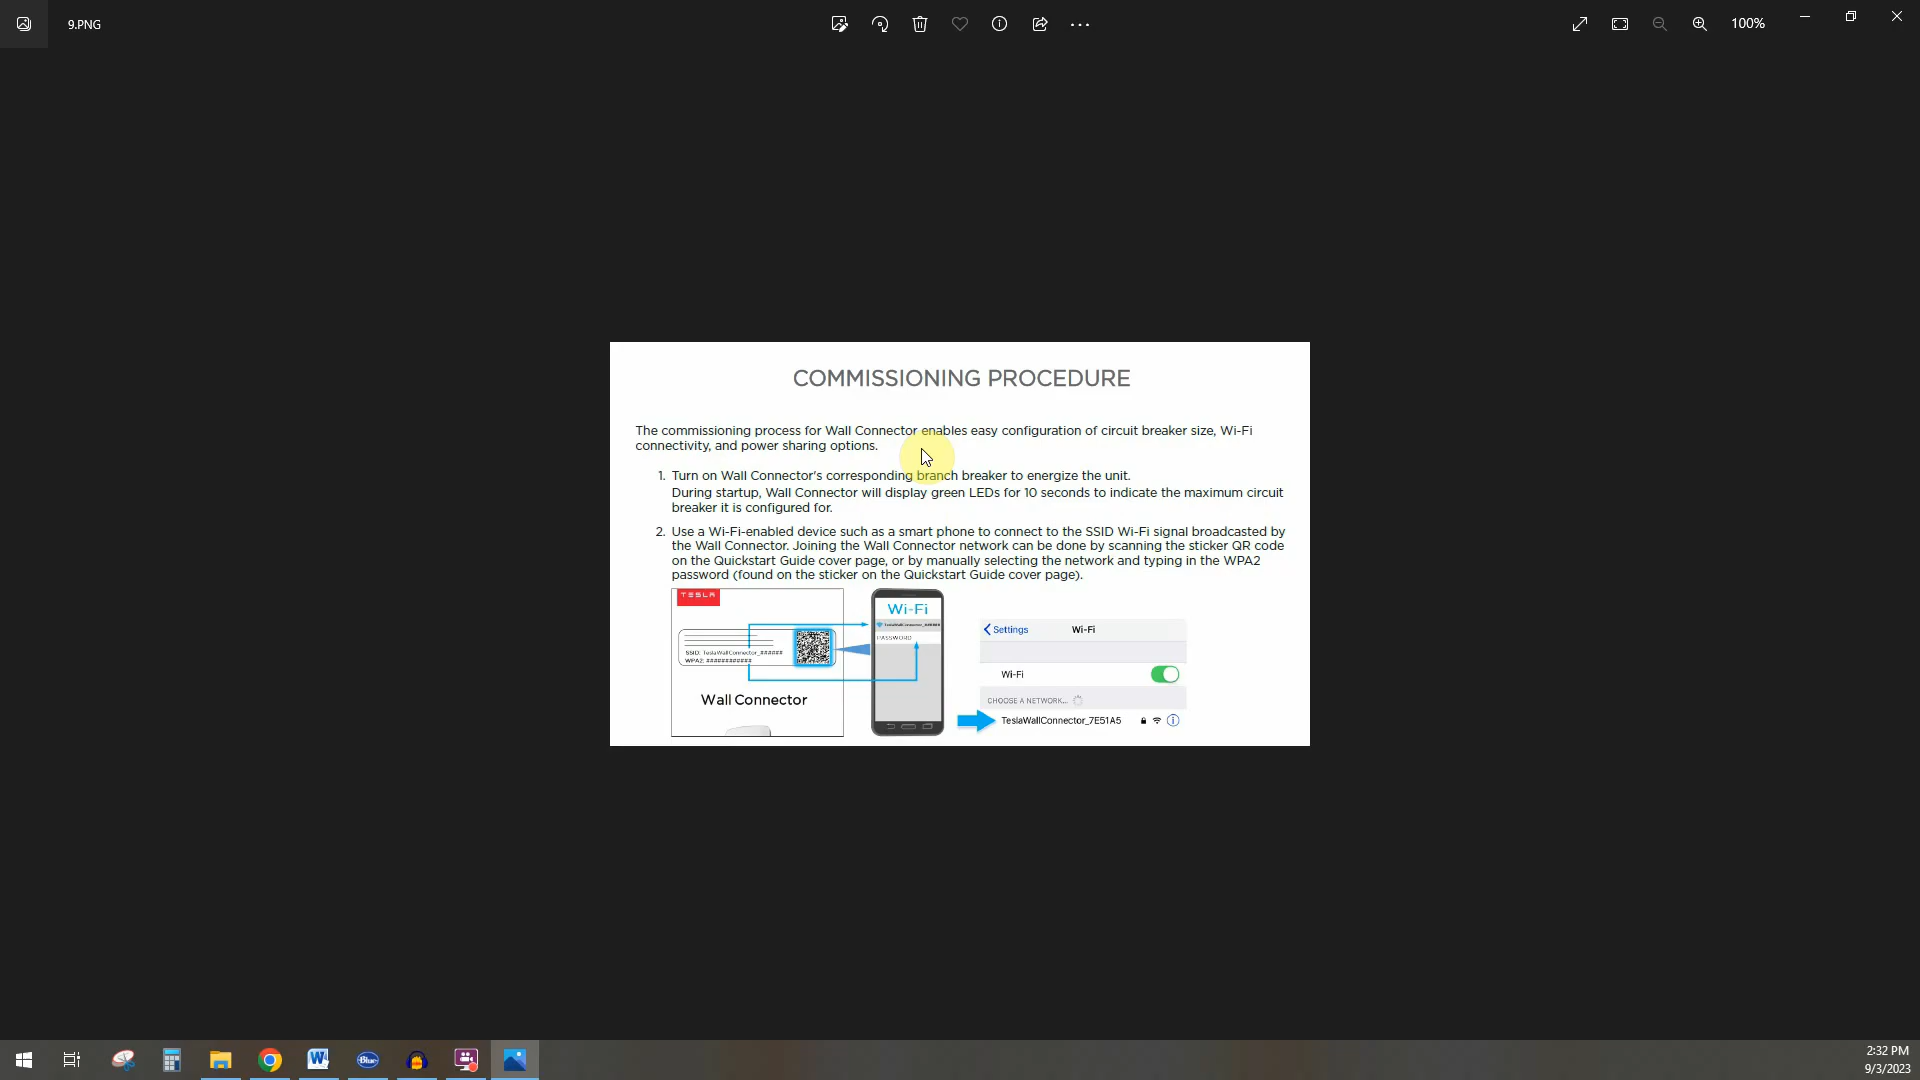 9.PNG
100%
COMMISSIONING PROCEDURE
The commissioning process for Wall Connector enables easy configuration of circuit breaker size, Wi-Fi
connectivity, and power sharing options.
1. Turn on Wall Connector's corresponding branch breaker to energize the unit.
During startup, Wall Connector will display green LEDs for 10 seconds to indicate the maximum circuit
breaker it is configured for.
2. Use a Wi-Fi-enabled device such as a smart phone to connect to the SSID Wi-Fi signal broadcasted by
the Wall Connector. Joining the Wall Connector network can be done by scanning the sticker QR code
on the Quickstart Guide cover page, or by manually selecting the network and typing in the WPA2
password (found on the sticker on the Quickstart Guide cover page).
TESLA
SSID: TeslaWallConnector_######
WPA2: ############
Wall Connector
Wi-Fi
TeslaWallConnector_######
PASSWORD
Settings Wi-Fi
Wi-Fi
CHOOSE A NETWORK...
TeslaWallConnector_7E51A5
Blue
2:32 PM
9/3/2023